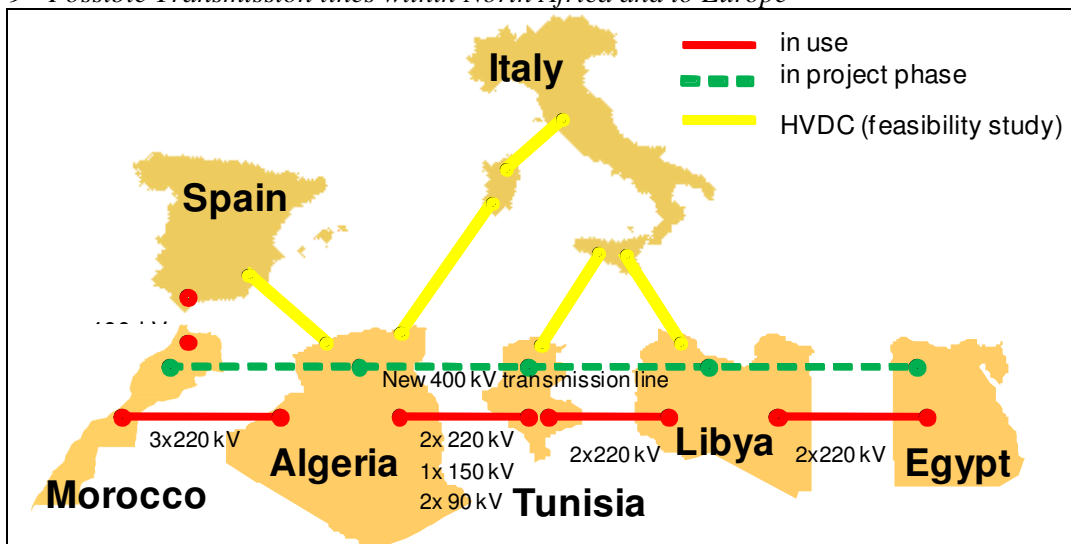 9 - Possible Transmission lines within North Africa and to Europe
in use
in project phase
HVDC (feasibility study)
Italy
Spain
New 400 kV transmission line
3x220 kV
2x 220 kV
1x 150 kV
2x 90 kV
2x220 kV
2x220 kV
Algeria
Libya
Egypt
Morocco
Tunisia